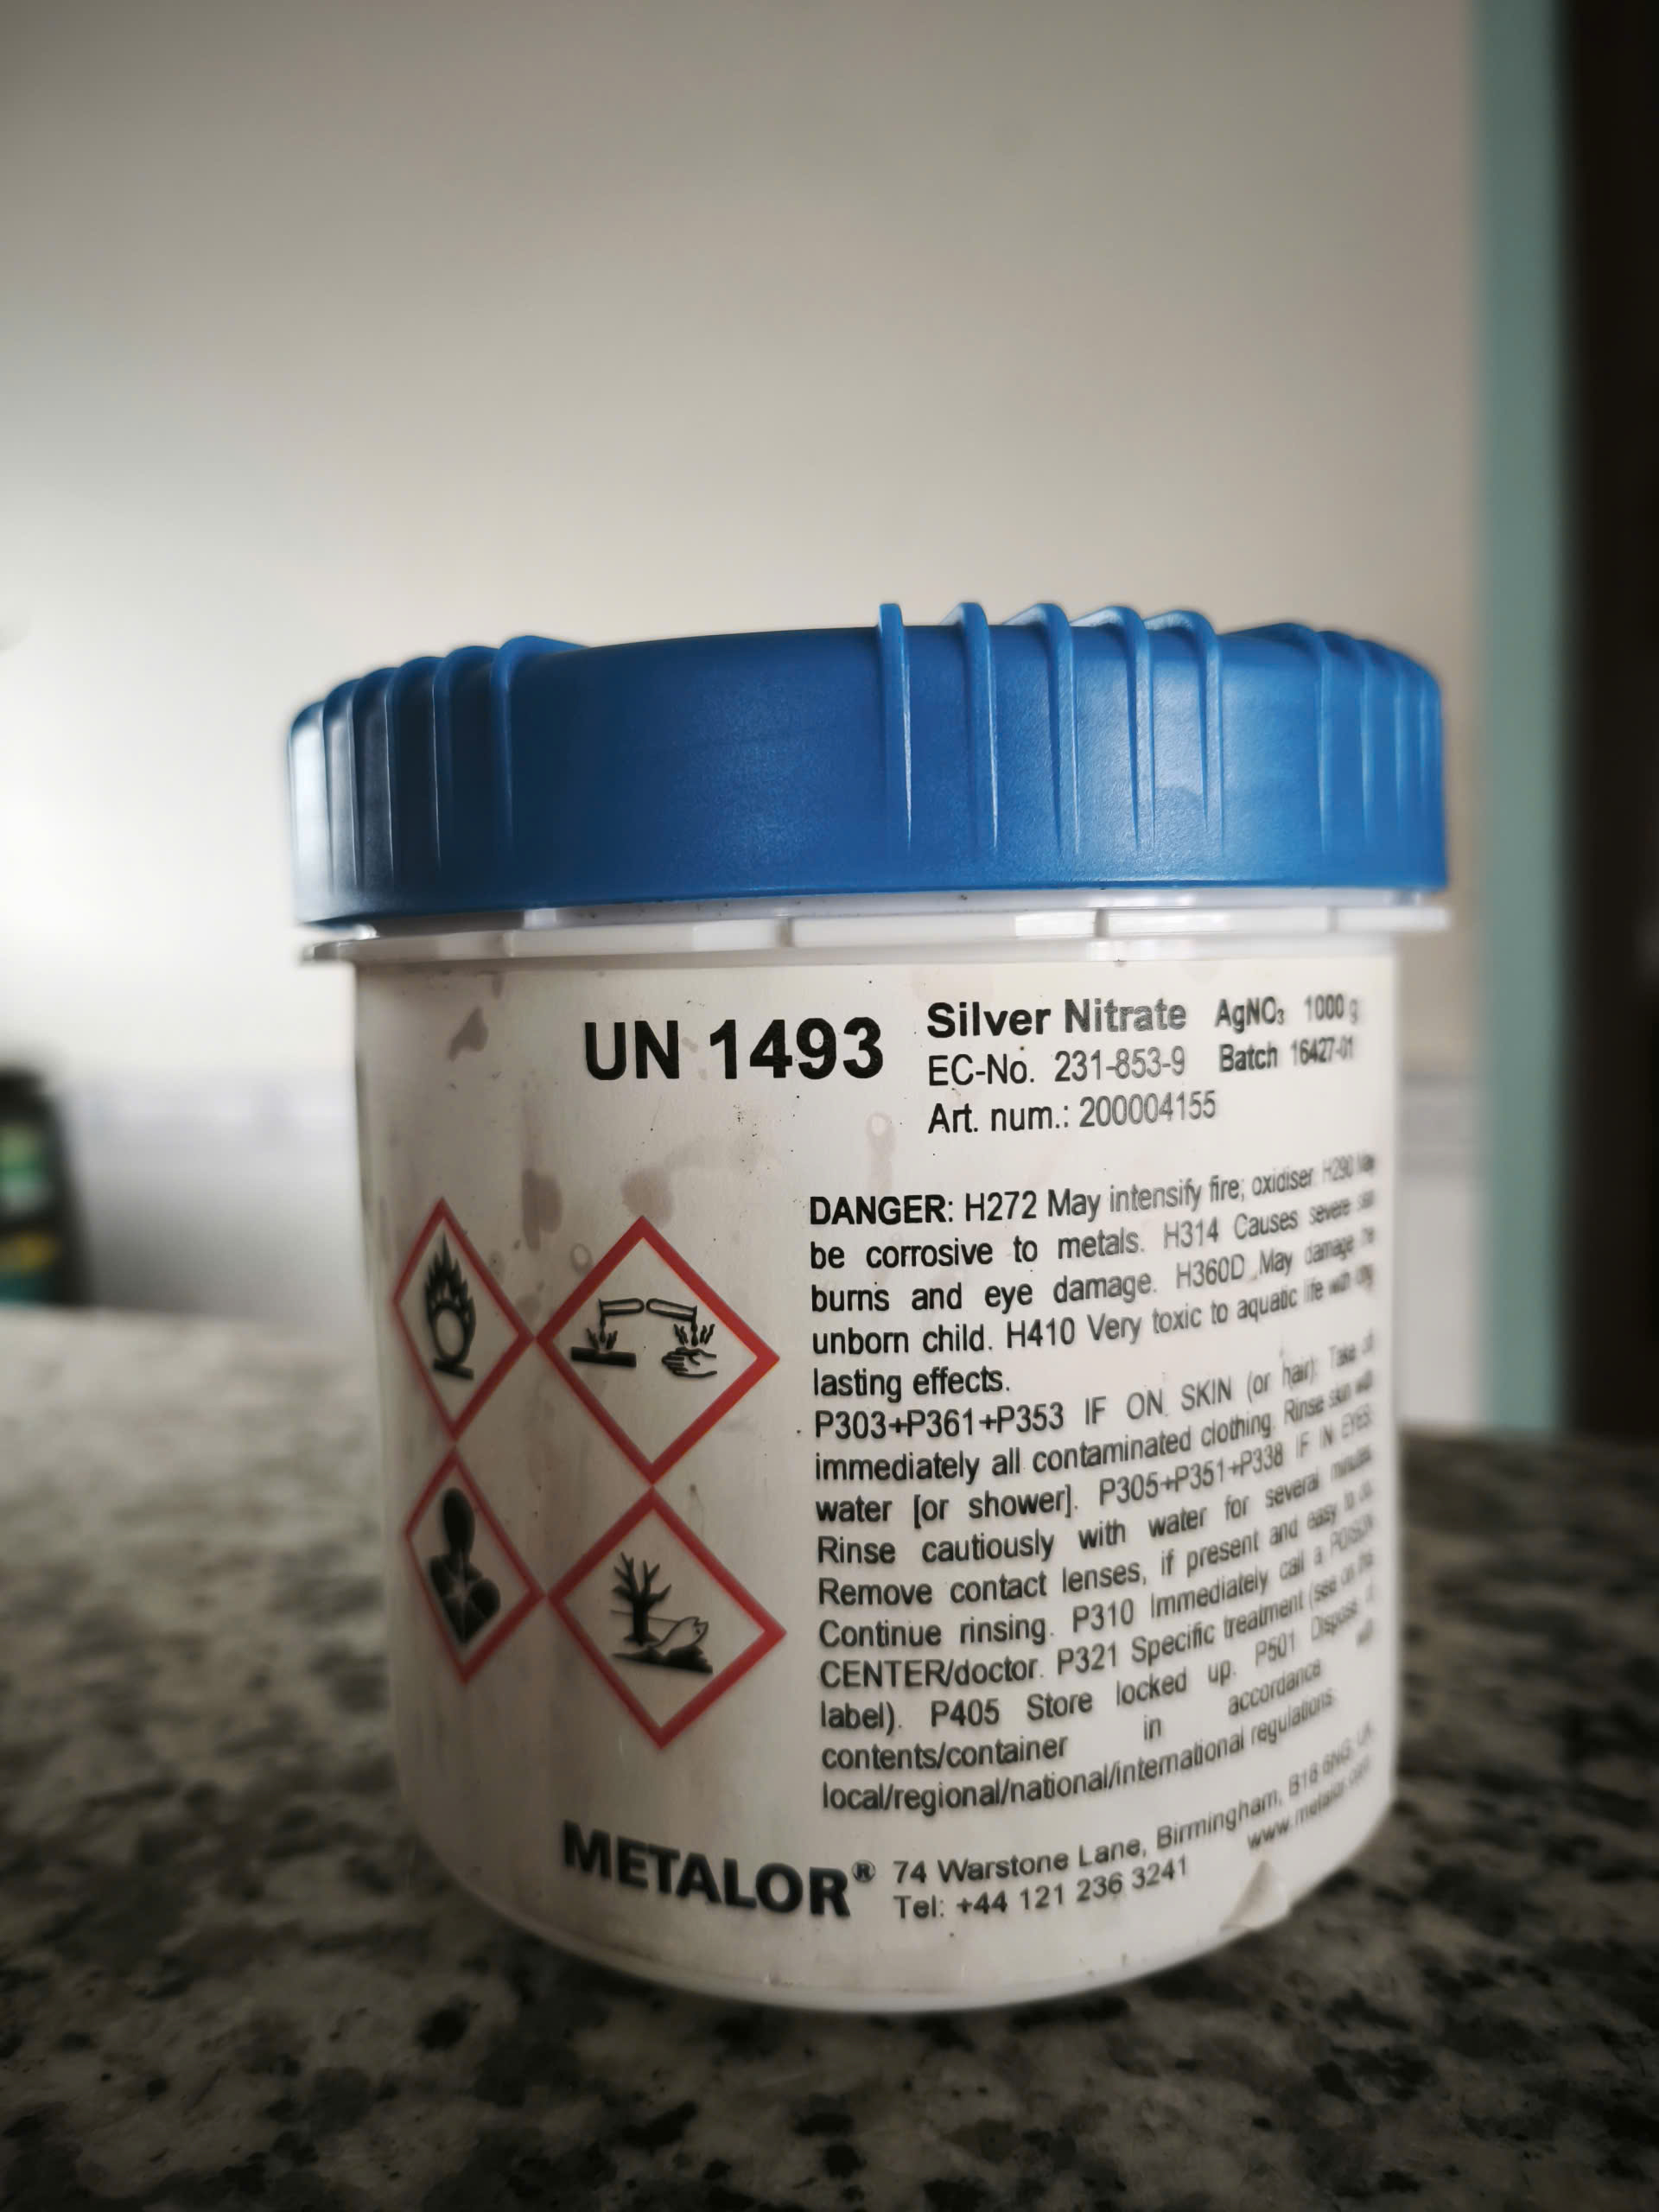 UN 1493
Silver Nitrate AgNO₃ 1000 g
EC-No. 231-853-9 Batch 16427-01
Art. num.: 200004155
DANGER: H272 May intensify fire; oxidiser. H290 May
be corrosive to metals. H314 Causes severe skin
burns and eye damage. H360D May damage the
unborn child. H410 Very toxic to aquatic life with long
lasting effects.
P303+P361+P353 IF ON SKIN (or hair): Take off
immediately all contaminated clothing. Rinse skin with
water [or shower]. P305+P351+P338 IF IN EYES:
Rinse cautiously with water for several minutes.
Remove contact lenses, if present and easy to do.
Continue rinsing. P310 Immediately call a POISON
CENTER/doctor. P321 Specific treatment (see on this
label). P405 Store locked up. P501 Dispose
contents/container in accordance with
local/regional/national/international regulations.
METALOR® 74 Warstone Lane, Birmingham, B18 6NG, UK
Tel: +44 121 236 3241 www.metalor.com